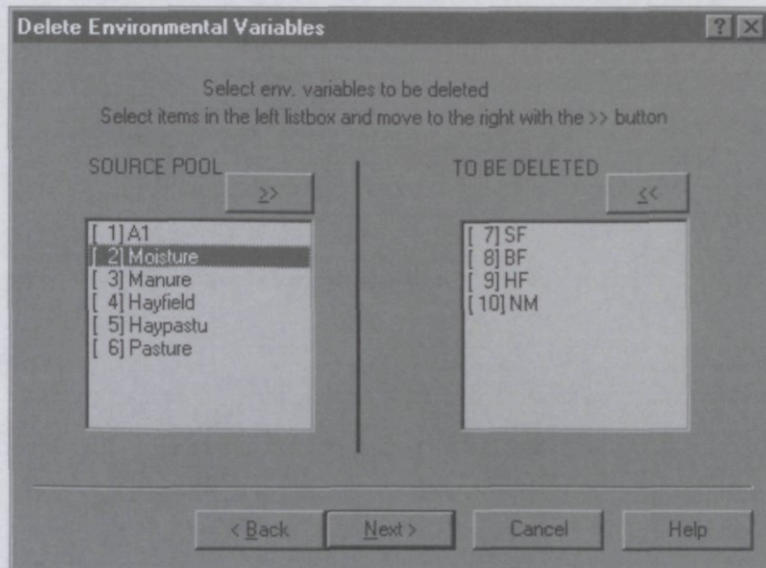 Delete Environmental Variables
Select env. variables to be deleted
Select items in the left listbox and move to the right with the >> button
SOURCE POOL
>>
[ 1] A1
[ 2] Moisture
[ 3] Manure
[ 4] Hayfield
[ 5] Haypastu
[ 6] Pasture
TO BE DELETED
<<
[ 7] SF
[ 8] BF
[ 9] HF
[10] NM
< Back
Next >
Cancel
Help